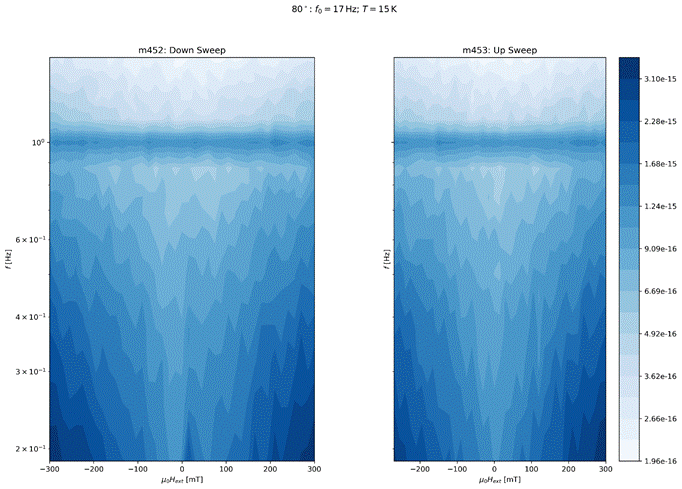 80°: f₀ = 17 Hz; T = 15 K
m452: Down Sweep
m453: Up Sweep
f [Hz]
10⁰
6 × 10⁻¹
4 × 10⁻¹
3 × 10⁻¹
2 × 10⁻¹
−300 −200 −100 0 100 200 300
μ₀Hₑₓₜ [mT]
f [Hz]
−200 −100 0 100 200 300
μ₀Hₑₓₜ [mT]
3.10e-15
2.28e-15
1.68e-15
1.24e-15
9.09e-16
6.69e-16
4.92e-16
3.62e-16
2.66e-16
1.96e-16